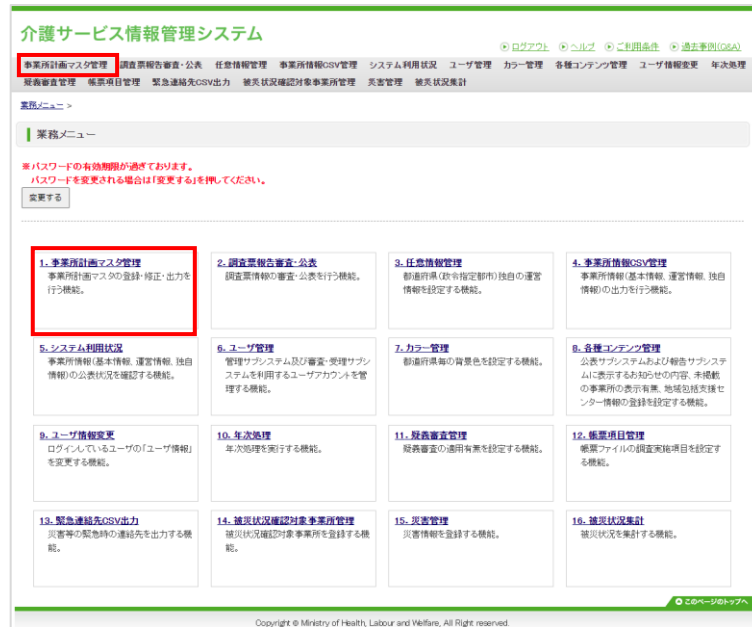 介護サービス情報管理システム
ログアウト ヘルプ ご利用条件 過去事例(Q&A)
事業所計画マスタ管理 調査票報告審査・公表 任意情報管理 事業所情報CSV管理 システム利用状況 ユーザ管理 カラー管理 各種コンテンツ管理 ユーザ情報変更 年次処理
疑義審査管理 帳票項目管理 緊急連絡先CSV出力 被災状況確認対象事業所管理 災害管理 被災状況集計
業務メニュー >
業務メニュー
※パスワードの有効期限が過ぎております。
パスワードを変更される場合は「変更する」を押してください。
変更する
1. 事業所計画マスタ管理
事業所計画マスタの登録・修正・出力を
行う機能。
2. 調査票報告審査・公表
調査票情報の審査・公表を行う機能。
3. 任意情報管理
都道府県(政令指定都市)独自の運営
情報を設定する機能。
4. 事業所情報CSV管理
事業所情報(基本情報、運営情報、独自
情報)の出力を行う機能。
5. システム利用状況
事業所情報(基本情報、運営情報、独自
情報)の公表状況を確認する機能。
6. ユーザ管理
管理サブシステム及び審査・受理サブシ
ステムを利用するユーザアカウントを管
理する機能。
7. カラー管理
都道府県毎の背景色を設定する機能。
8. 各種コンテンツ管理
公表サブシステムおよび報告サブシステ
ムに表示するお知らせの内容、未掲載
の事業所の表示有無、地域包括支援セ
ンター情報の登録を設定する機能。
9. ユーザ情報変更
ログインしているユーザの「ユーザ情報」
を変更する機能。
10. 年次処理
年次処理を実行する機能。
11. 疑義審査管理
疑義審査の適用有無を設定する機能。
12. 帳票項目管理
帳票ファイルの調査実施項目を設定す
る機能。
13. 緊急連絡先CSV出力
災害等の緊急時の連絡先を出力する機
能。
14. 被災状況確認対象事業所管理
被災状況確認対象事業所を登録する機
能。
15. 災害管理
災害情報を登録する機能。
16. 被災状況集計
被災状況を集計する機能。
このページのトップへ
Copyright © Ministry of Health, Labour and Welfare, All Right reserved.